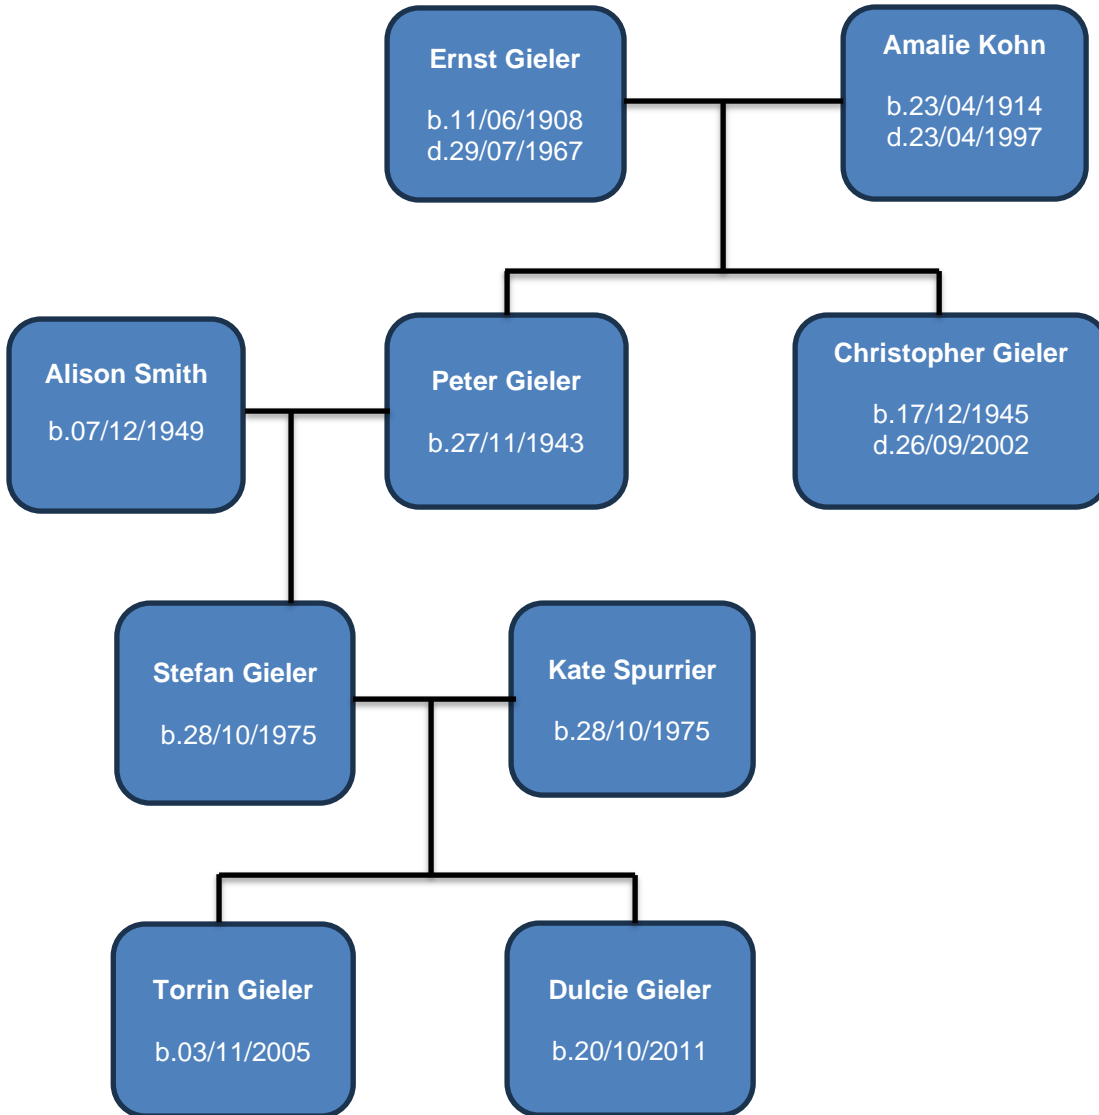 Ernst Gieler
b.11/06/1908
d.29/07/1967
Amalie Kohn
b.23/04/1914
d.23/04/1997
Alison Smith
b.07/12/1949
Peter Gieler
b.27/11/1943
Christopher Gieler
b.17/12/1945
d.26/09/2002
Stefan Gieler
b.28/10/1975
Kate Spurrier
b.28/10/1975
Torrin Gieler
b.03/11/2005
Dulcie Gieler
b.20/10/2011